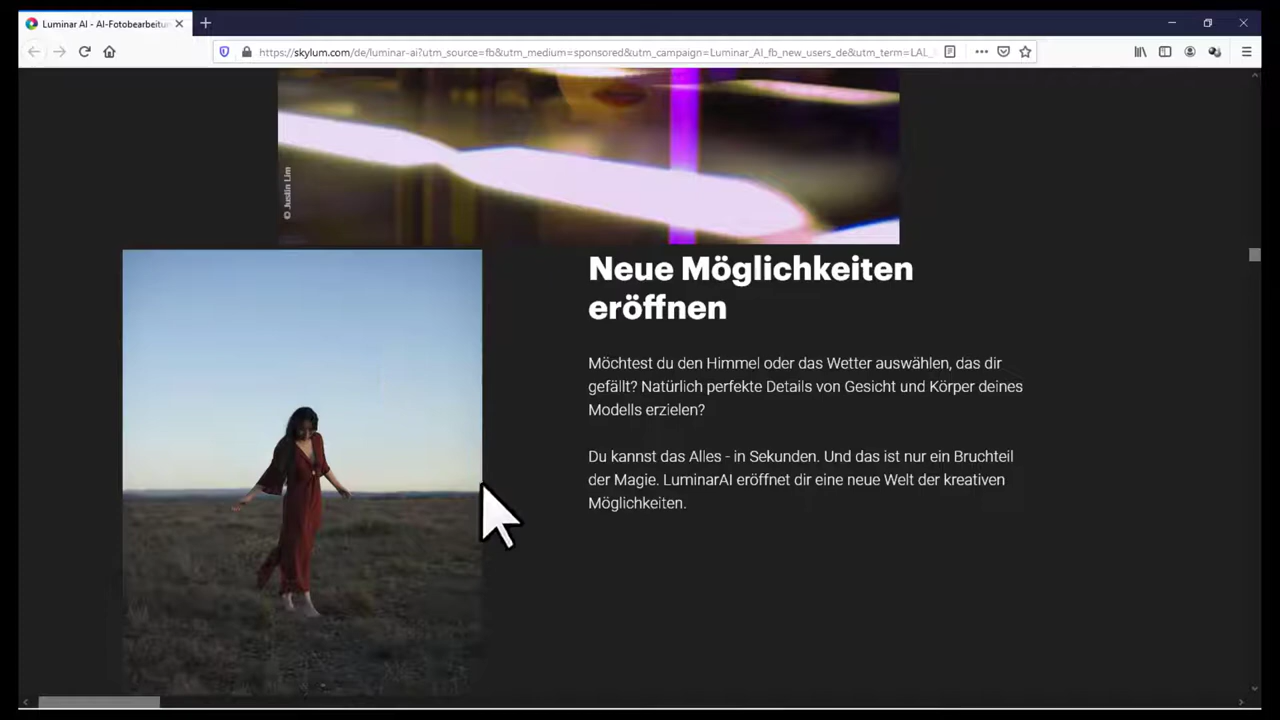 Luminar AI - AI-Fotobearbeitun
https://skylum.com/de/luminar-ai?utm_source=fb&utm_medium=sponsored&utm_campaign=Luminar_AI_fb_new_users_de&utm_term=LAL_
© Justin Lim
Neue Möglichkeiten
eröffnen
Möchtest du den Himmel oder das Wetter auswählen, das dir
gefällt? Natürlich perfekte Details von Gesicht und Körper deines
Modells erzielen?
Du kannst das Alles - in Sekunden. Und das ist nur ein Bruchteil
der Magie. LuminarAI eröffnet dir eine neue Welt der kreativen
Möglichkeiten.